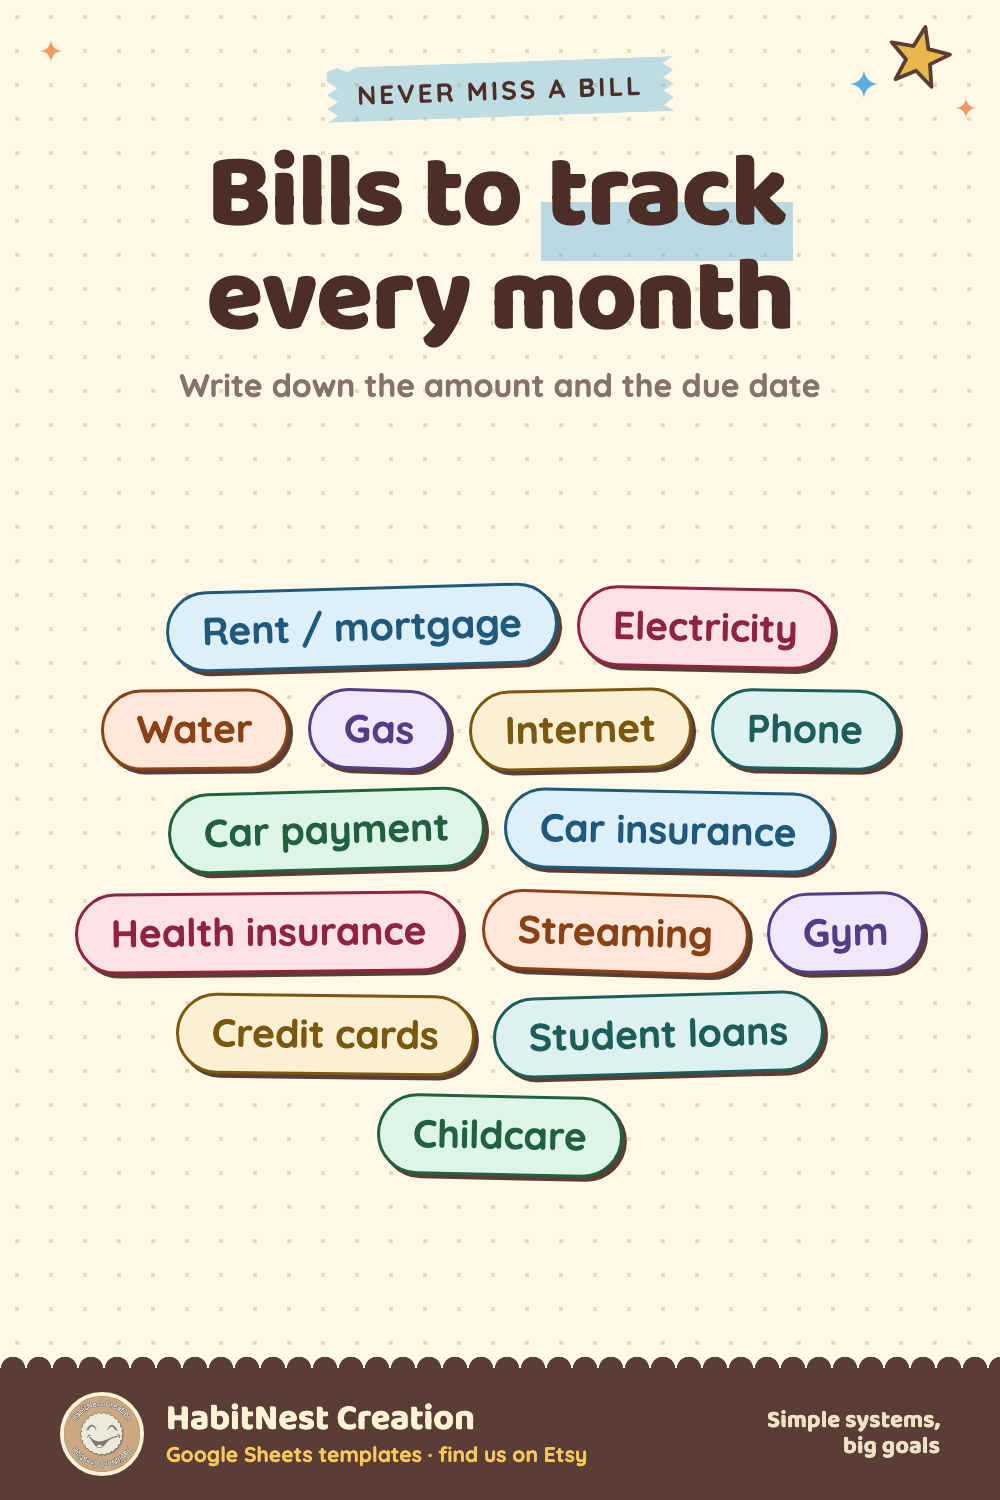 NEVER MISS A BILL
Bills to track
every month
Write down the amount and the due date
Rent / mortgage
Electricity
Water
Gas
Internet
Phone
Car payment
Car insurance
Health insurance
Streaming
Gym
Credit cards
Student loans
Childcare
HabitNest Creation
HabitNest Creation
Google Sheets templates · find us on Etsy
Simple systems,
big goals